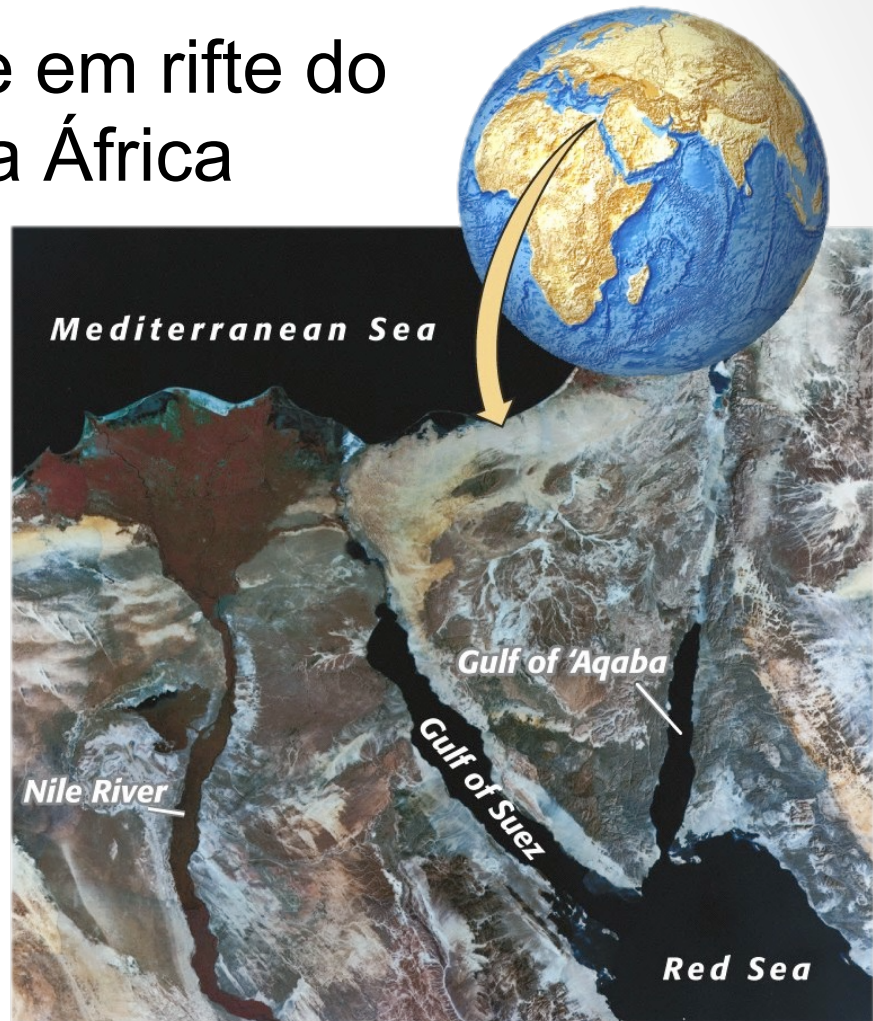 e em rifte do
a África
Mediterranean Sea
Gulf of ‘Aqaba
Gulf of Suez
Nile River
Red Sea